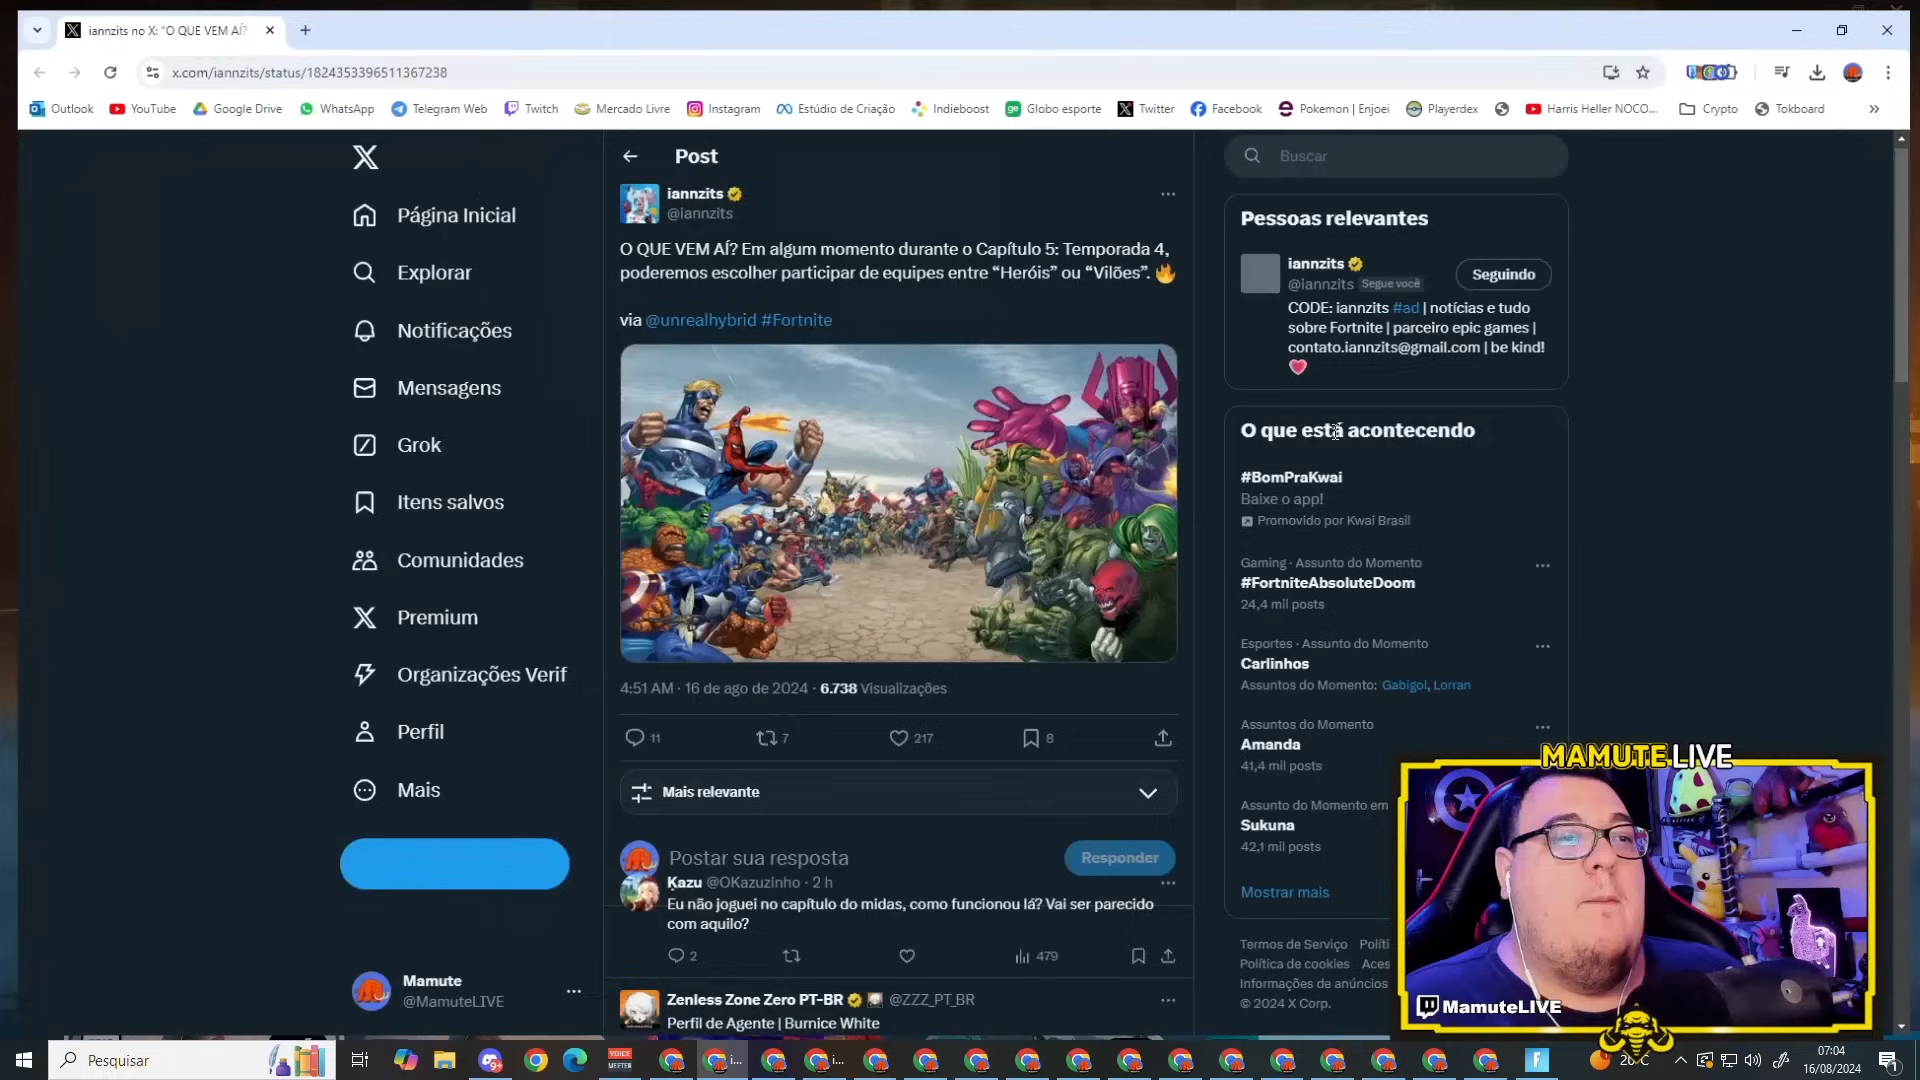 iannzits no X: "O QUE VEM AÍ?
x.com/iannzits/status/1824353396511367238
Outlook
YouTube
Google Drive
WhatsApp
Telegram Web
Twitch
Mercado Livre
Instagram
Estúdio de Criação
Indieboost
Globo esporte
Twitter
Facebook
Pokemon | Enjoei
Playerdex
Harris Heller NOCO...
Crypto
Tokboard
Página Inicial
Explorar
Notificações
Mensagens
Grok
Itens salvos
Comunidades
Premium
Organizações Verif
Perfil
Mais
Mamute
@MamuteLIVE
Post
iannzits
@iannzits
O QUE VEM AÍ? Em algum momento durante o Capítulo 5: Temporada 4,
poderemos escolher participar de equipes entre “Heróis” ou “Vilões”. 🔥
via @unrealhybrid #Fortnite
4:51 AM · 16 de ago de 2024 · 6.738 Visualizações
11
7
217
8
Mais relevante
Postar sua resposta
Responder
Kazu @OKazuzinho · 2 h
Eu não joguei no capítulo do midas, como funcionou lá? Vai ser parecido
com aquilo?
2
479
Zenless Zone Zero PT-BR @ZZZ_PT_BR
Perfil de Agente | Burnice White
Buscar
Pessoas relevantes
iannzits
@iannzits Segue você
Seguindo
CODE: iannzits #ad | notícias e tudo
sobre Fortnite | parceiro epic games |
contato.iannzits@gmail.com | be kind!
O que está acontecendo
#BomPraKwai
Baixe o app!
Promovido por Kwai Brasil
Gaming · Assunto do Momento
#FortniteAbsoluteDoom
24,4 mil posts
Esportes · Assunto do Momento
Carlinhos
Assuntos do Momento: Gabigol, Lorran
Assuntos do Momento
Amanda
41,4 mil posts
Assunto do Momento em
Sukuna
42,1 mil posts
Mostrar mais
Termos de Serviço Políti
Política de cookies Aces
Informações de anúncios
© 2024 X Corp.
MAMUTE LIVE
MamuteLIVE
Pesquisar
9+
VOICE
MEETER
i...
i...
20°C
07:04
16/08/2024
1